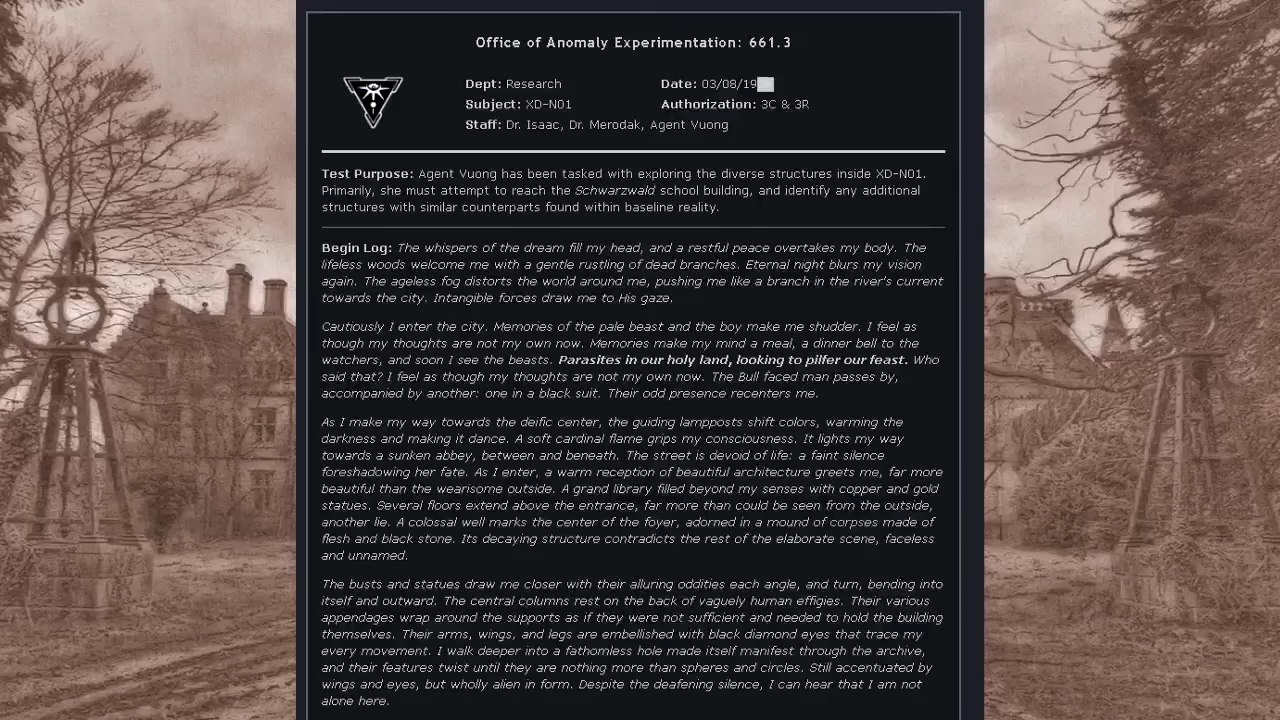 Office of Anomaly Experimentation: 661.3
Dept: Research
Date: 03/08/19
Subject: XD-N01
Authorization: 3C & 3R
Staff: Dr. Isaac, Dr. Merodak, Agent Vuong
Test Purpose: Agent Vuong has been tasked with exploring the diverse structures inside XD-N01.
Primarily, she must attempt to reach the Schwarzwald school building, and identify any additional
structures with similar counterparts found within baseline reality.
Begin Log: The whispers of the dream fill my head, and a restful peace overtakes my body. The
lifeless woods welcome me with a gentle rustling of dead branches. Eternal night blurs my vision
again. The ageless fog distorts the world around me, pushing me like a branch in the river's current
towards the city. Intangible forces draw me to His gaze.
Cautiously I enter the city. Memories of the pale beast and the boy make me shudder. I feel as
though my thoughts are not my own now. Memories make my mind a meal, a dinner bell to the
watchers, and soon I see the beasts. Parasites in our holy land, looking to pilfer our feast. Who
said that? I feel as though my thoughts are not my own now. The Bull faced man passes by,
accompanied by another: one in a black suit. Their odd presence recenters me.
As I make my way towards the deific center, the guiding lampposts shift colors, warming the
darkness and making it dance. A soft cardinal flame grips my consciousness. It lights my way
towards a sunken abbey, between and beneath. The street is devoid of life: a faint silence
foreshadowing her fate. As I enter, a warm reception of beautiful architecture greets me, far more
beautiful than the wearisome outside. A grand library filled beyond my senses with copper and gold
statues. Several floors extend above the entrance, far more than could be seen from the outside,
another lie. A colossal well marks the center of the foyer, adorned in a mound of corpses made of
flesh and black stone. Its decaying structure contradicts the rest of the elaborate scene, faceless
and unnamed.
The busts and statues draw me closer with their alluring oddities each angle, and turn, bending into
itself and outward. The central columns rest on the back of vaguely human effigies. Their various
appendages wrap around the supports as if they were not sufficient and needed to hold the building
themselves. Their arms, wings, and legs are embellished with black diamond eyes that trace my
every movement. I walk deeper into a fathomless hole made itself manifest through the archive,
and their features twist until they are nothing more than spheres and circles. Still accentuated by
wings and eyes, but wholly alien in form. Despite the deafening silence, I can hear that I am not
alone here.